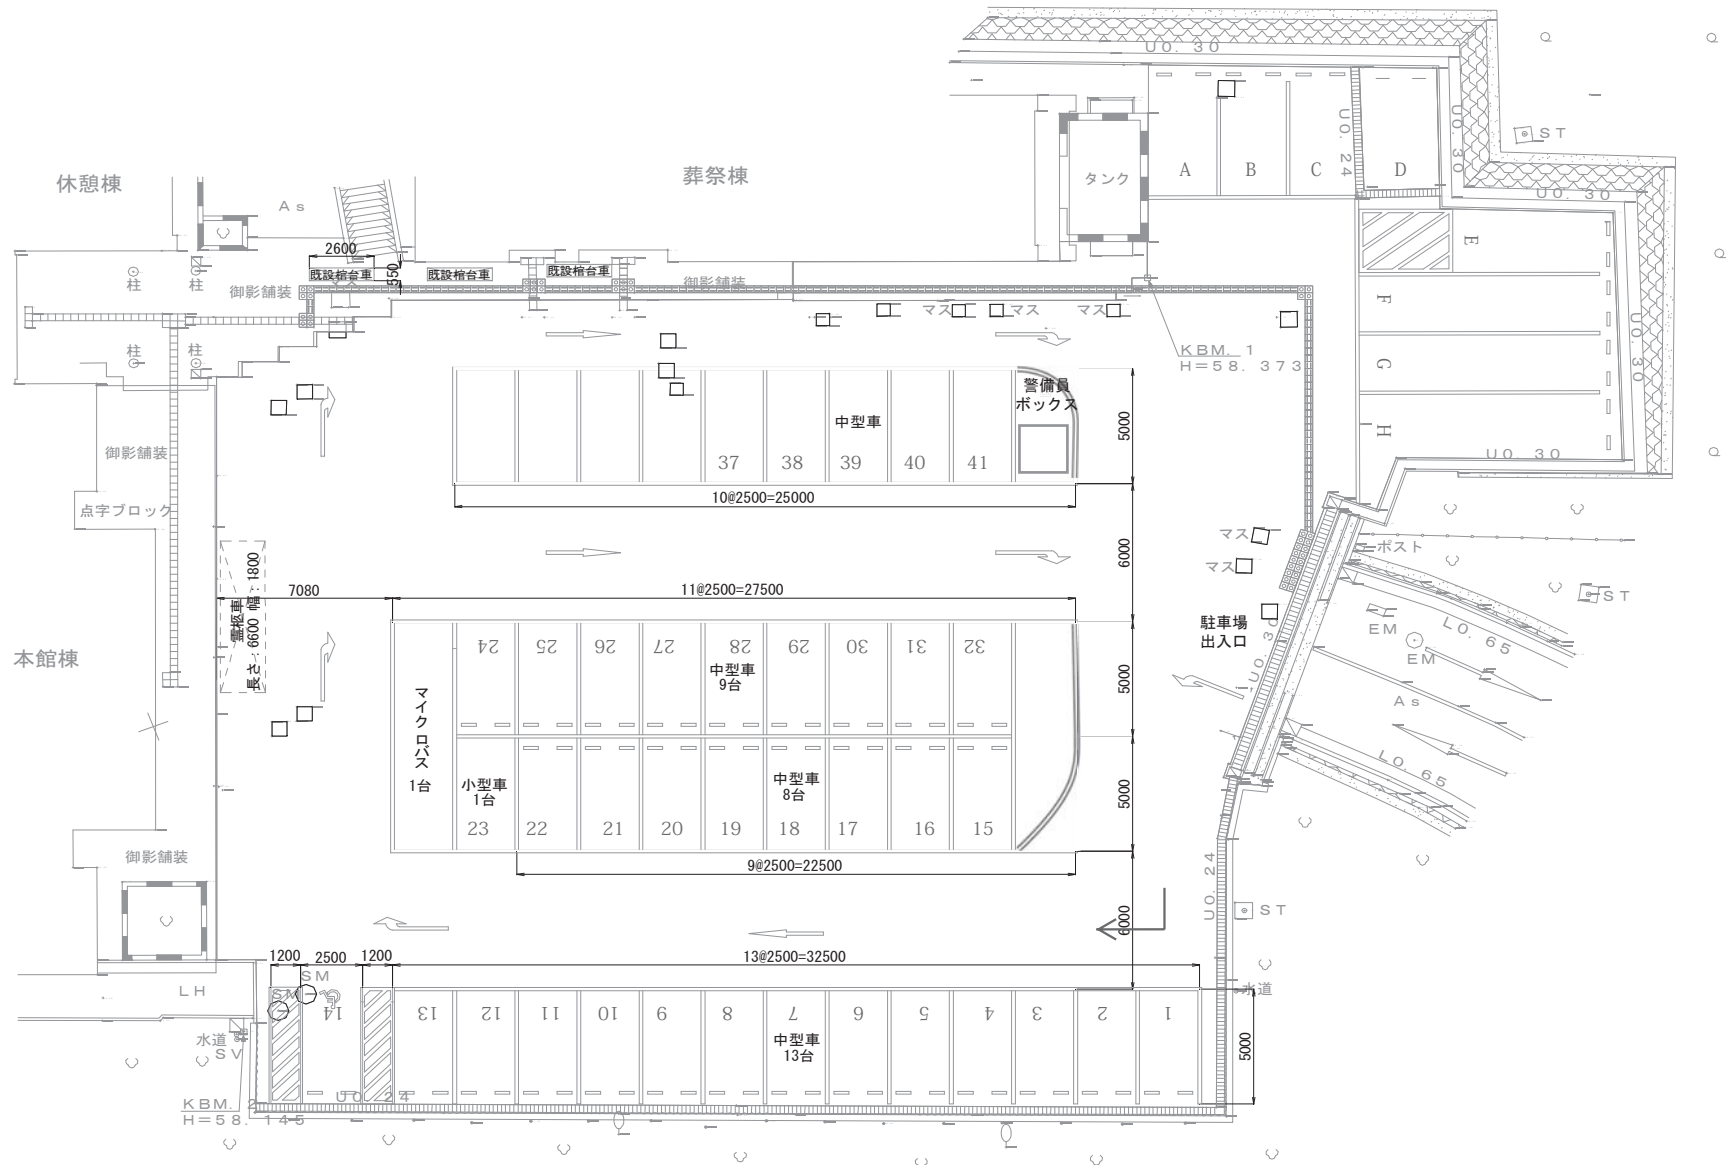 U0. 30
休憩棟
葬祭棟
As
タンク
A
B
C
D
U0. 24
U0. 30
U0. 30
ST
2600
550
既設棺台車
既設棺台車
既設棺台車
御影舗装
御影舗装
柱
柱
柱
柱
マス
マス
マス
KBM. 1
H=58. 373
E
F
G
H
U0. 30
U0. 30
警備員
ボックス
中型車
37
38
39
40
41
5000
10@2500=25000
御影舗装
点字ブロック
本館棟
霊柩車
長さ：6600 幅：1800
7080
11@2500=27500
6000
マス
マス
ポスト
ST
駐車場
出入口
U0. 30
EM
EM
L0. 65
As
L0. 65
24
25
26
27
28
29
30
31
32
中型車
9台
マイクロバス
1台
5000
小型車
1台
中型車
8台
23
22
21
20
19
18
17
16
15
5000
9@2500=22500
御影舗装
U0. 24
ST
6000
1200
2500
1200
13@2500=32500
LH
SM
SM
14
13
12
11
10
9
8
7
6
5
4
3
2
1
中型車
13台
5000
水道
水道
SV
KBM. 2
H=58. 145
U0. 24